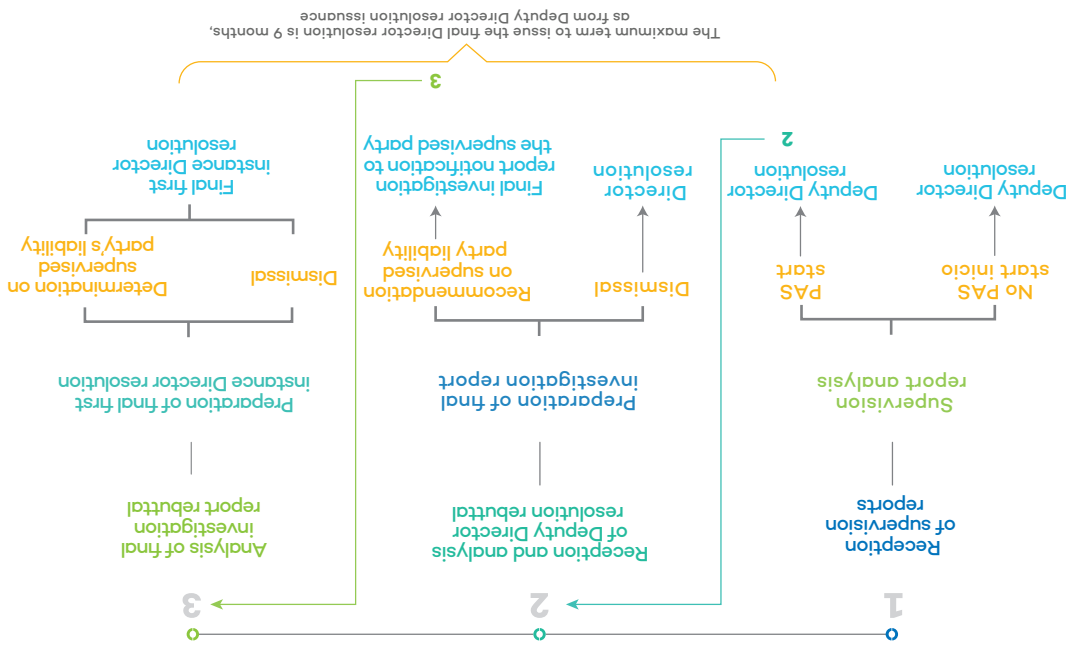 1
Reception
of supervision
reports
Supervision
report analysis
No PAS
start inicio
Deputy Director
resolution
PAS
start
Deputy Director
resolution
2
2
Reception and analysis
of Deputy Director
resolution rebuttal
Preparation of final
investigation report
Dismissal
Director
resolution
Recommendation
on supervised
party liability
Final investigation
report notification to
the supervised party
3
3
Analysis of final
investigation
report rebuttal
Preparation of final first
instance Director resolution
Dismissal
Determination on
supervised
party's liability
Final first
instance Director
resolution
The maximum term to issue the final Director resolution is 9 months,
as from Deputy Director resolution issuance